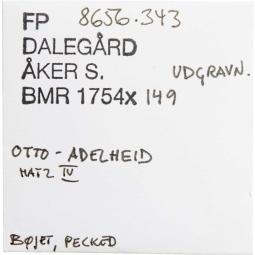 FP 8656.343
DALEGÅRD
ÅKER S. UDGRAVN.
BMR 1754x 149
OTTO - ADELHEID
HATZ IV
BØJET, PECKED